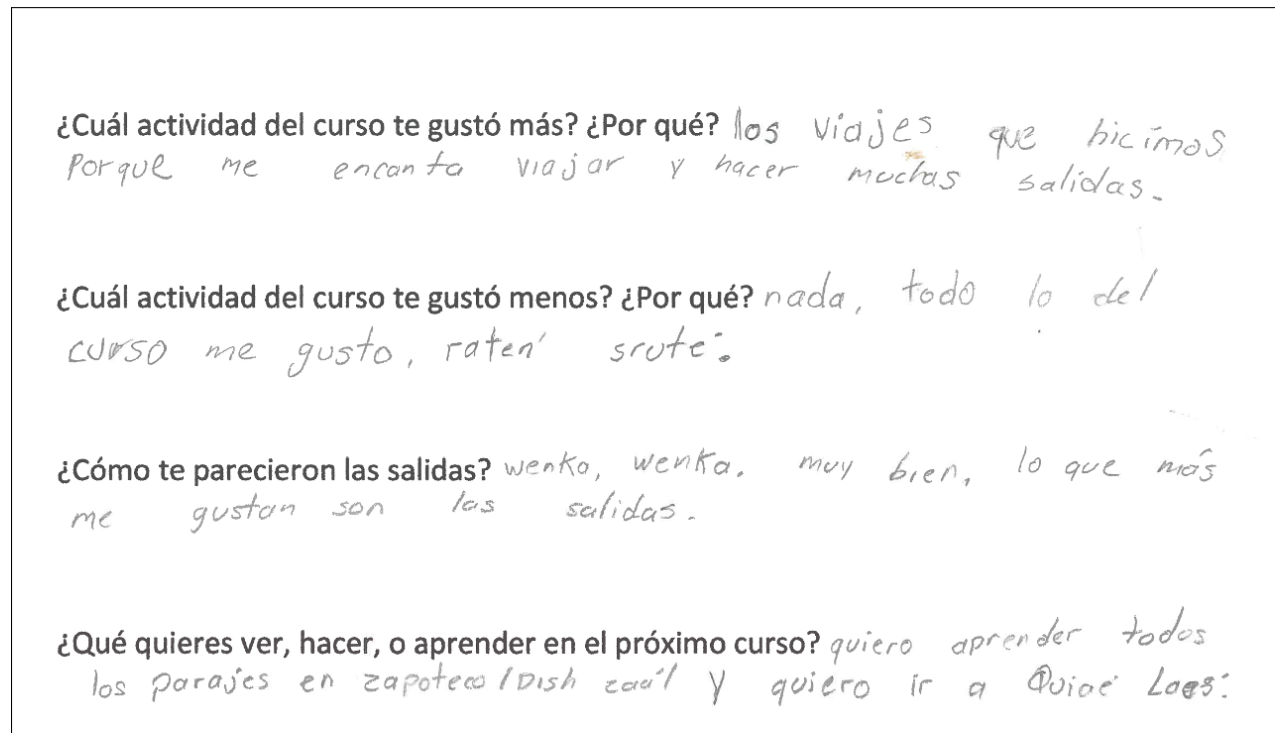 ¿Cuál actividad del curso te gustó más? ¿Por qué? los viajes que hicimos
Porque me encanta viajar y hacer muchas salidas.
¿Cuál actividad del curso te gustó menos? ¿Por qué? nada, todo lo del
curso me gusto, raten' srute'.
¿Cómo te parecieron las salidas? wenka, wenka. muy bien, lo que más
me gustan son las salidas.
¿Qué quieres ver, hacer, o aprender en el próximo curso? quiero aprender todos
los parajes en zapoteco / Dish zaa'l y quiero ir a